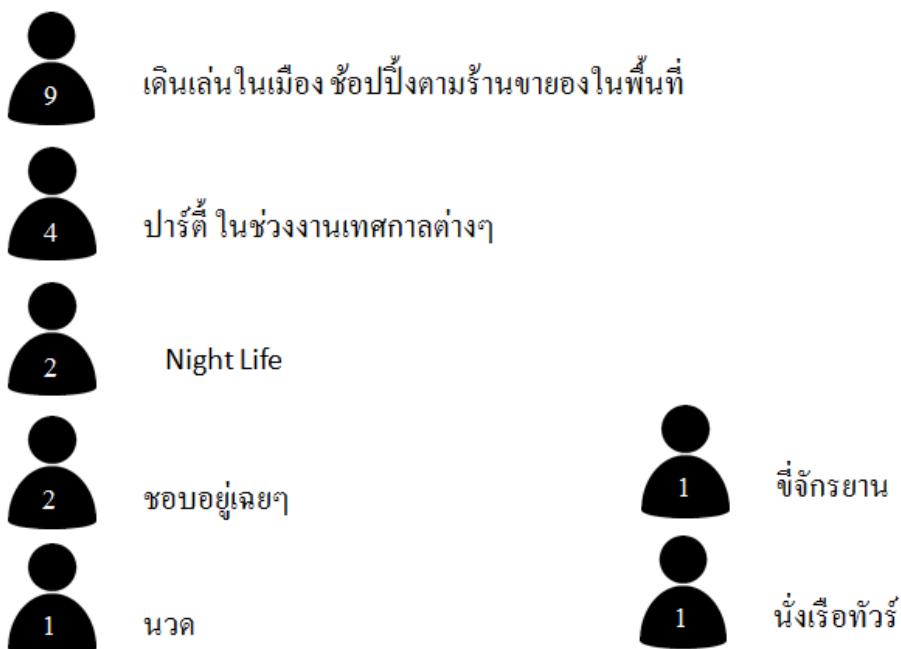 9 เดินเล่นในเมือง ช้อปปิ้งตามร้านขายองในพื้นที่
4 ปาร์ตี้ ในช่วงงานเทศกาลต่างๆ
2 Night Life
2 ชอบอยู่เฉยๆ
1 นวด
1 ขี่จักรยาน
1 นั่งเรือทัวร์